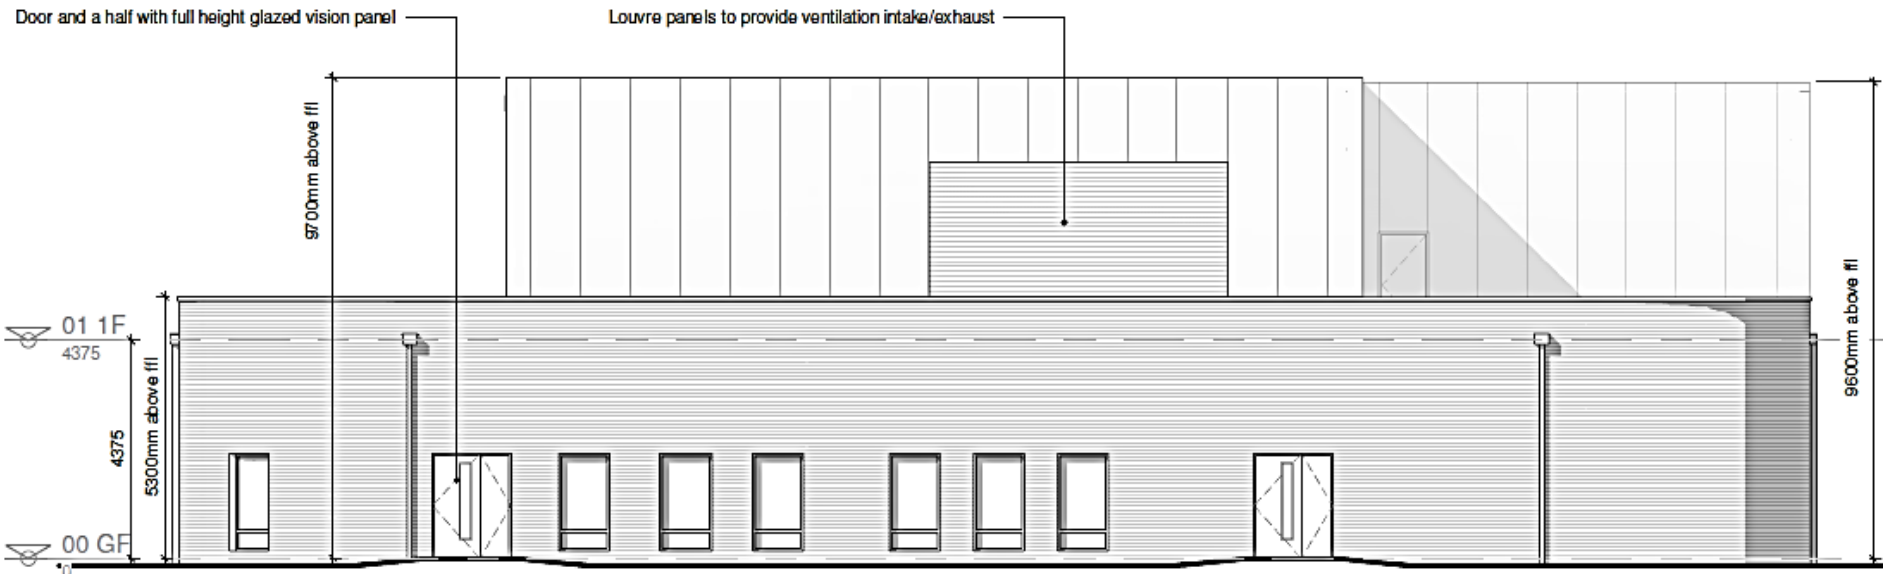 Door and a half with full height glazed vision panel
Louvre panels to provide ventilation intake/exhaust
9700mm above ffl
9600mm above ffl
01 1F
4375
5300mm above ffl
4375
00 GF
0